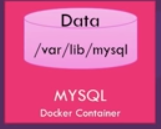 Data
/var/lib/mysql
MYSQL
Docker Container